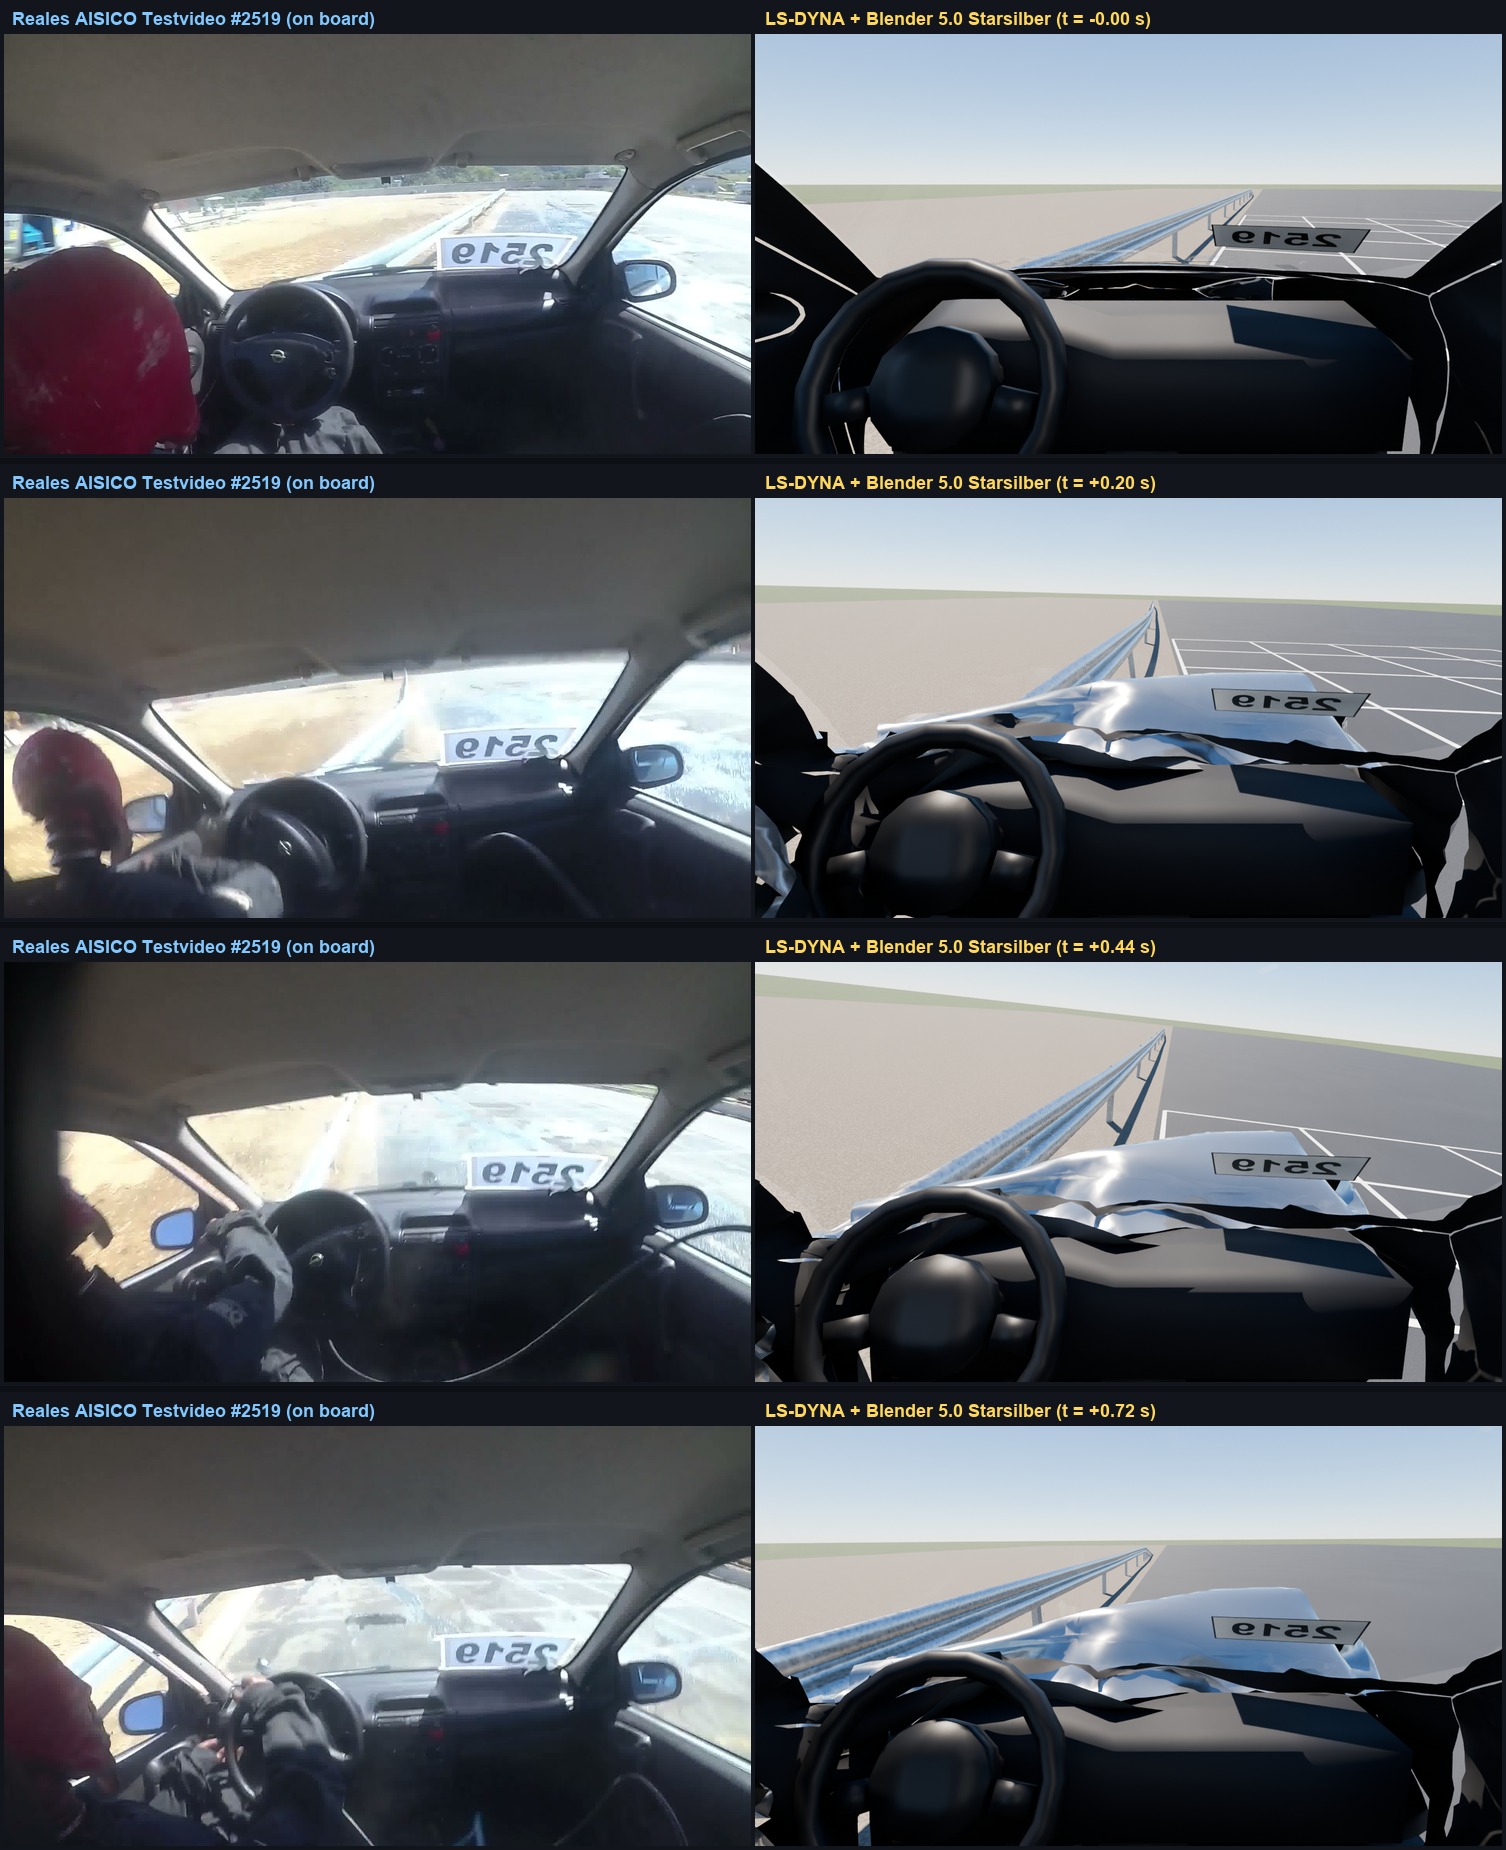 Reales AISICO Testvideo #2519 (on board)
LS-DYNA + Blender 5.0 Starsilber (t = -0.00 s)
2519
2519
Reales AISICO Testvideo #2519 (on board)
LS-DYNA + Blender 5.0 Starsilber (t = +0.20 s)
2519
2519
Reales AISICO Testvideo #2519 (on board)
LS-DYNA + Blender 5.0 Starsilber (t = +0.44 s)
2519
2519
Reales AISICO Testvideo #2519 (on board)
LS-DYNA + Blender 5.0 Starsilber (t = +0.72 s)
2519
2519